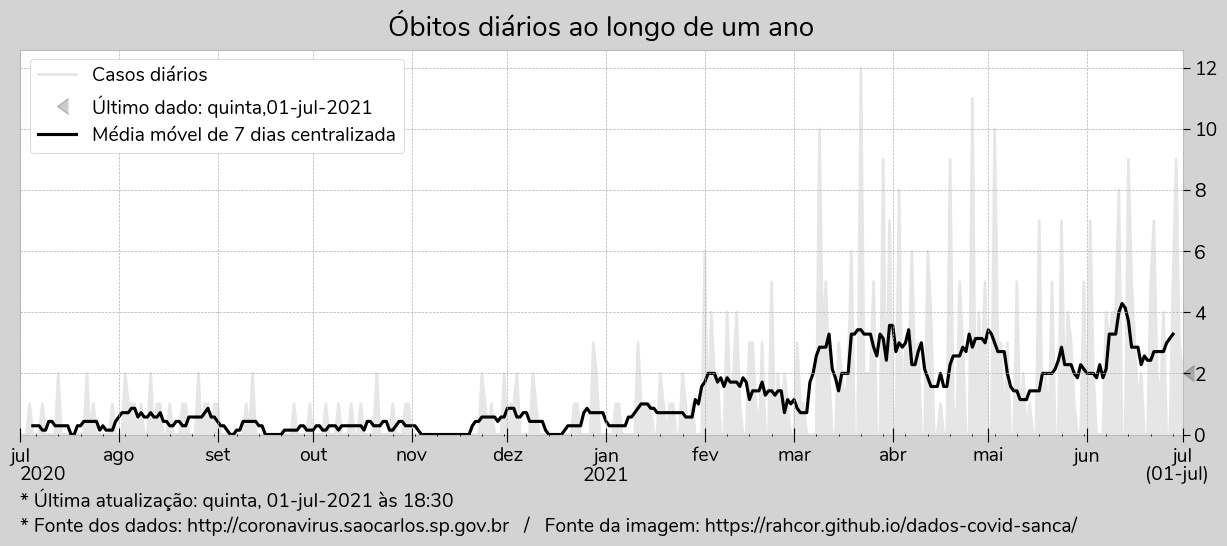 Óbitos diários ao longo de um ano
Casos diários
Último dado: quinta,01-jul-2021
Média móvel de 7 dias centralizada
12
10
8
6
4
2
0
jul ago set out nov dez jan fev mar abr mai jun jul
2020 2021 (01-jul)
* Última atualização: quinta, 01-jul-2021 às 18:30
* Fonte dos dados: http://coronavirus.saocarlos.sp.gov.br / Fonte da imagem: https://rahcor.github.io/dados-covid-sanca/